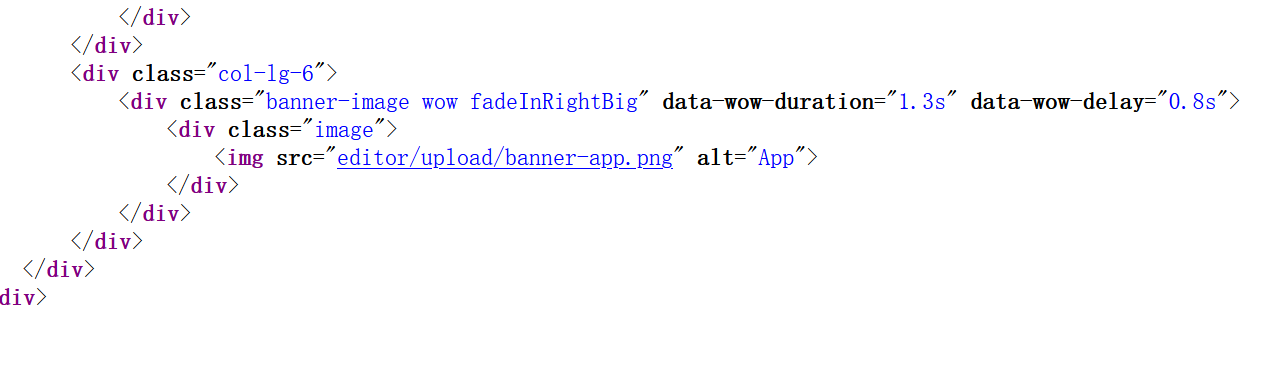 </div>
</div>
<div class="col-lg-6">
<div class="banner-image wow fadeInRightBig" data-wow-duration="1.3s" data-wow-delay="0.8s">
<div class="image">
<img src="editor/upload/banner-app.png" alt="App">
</div>
</div>
</div>
</div>
div>